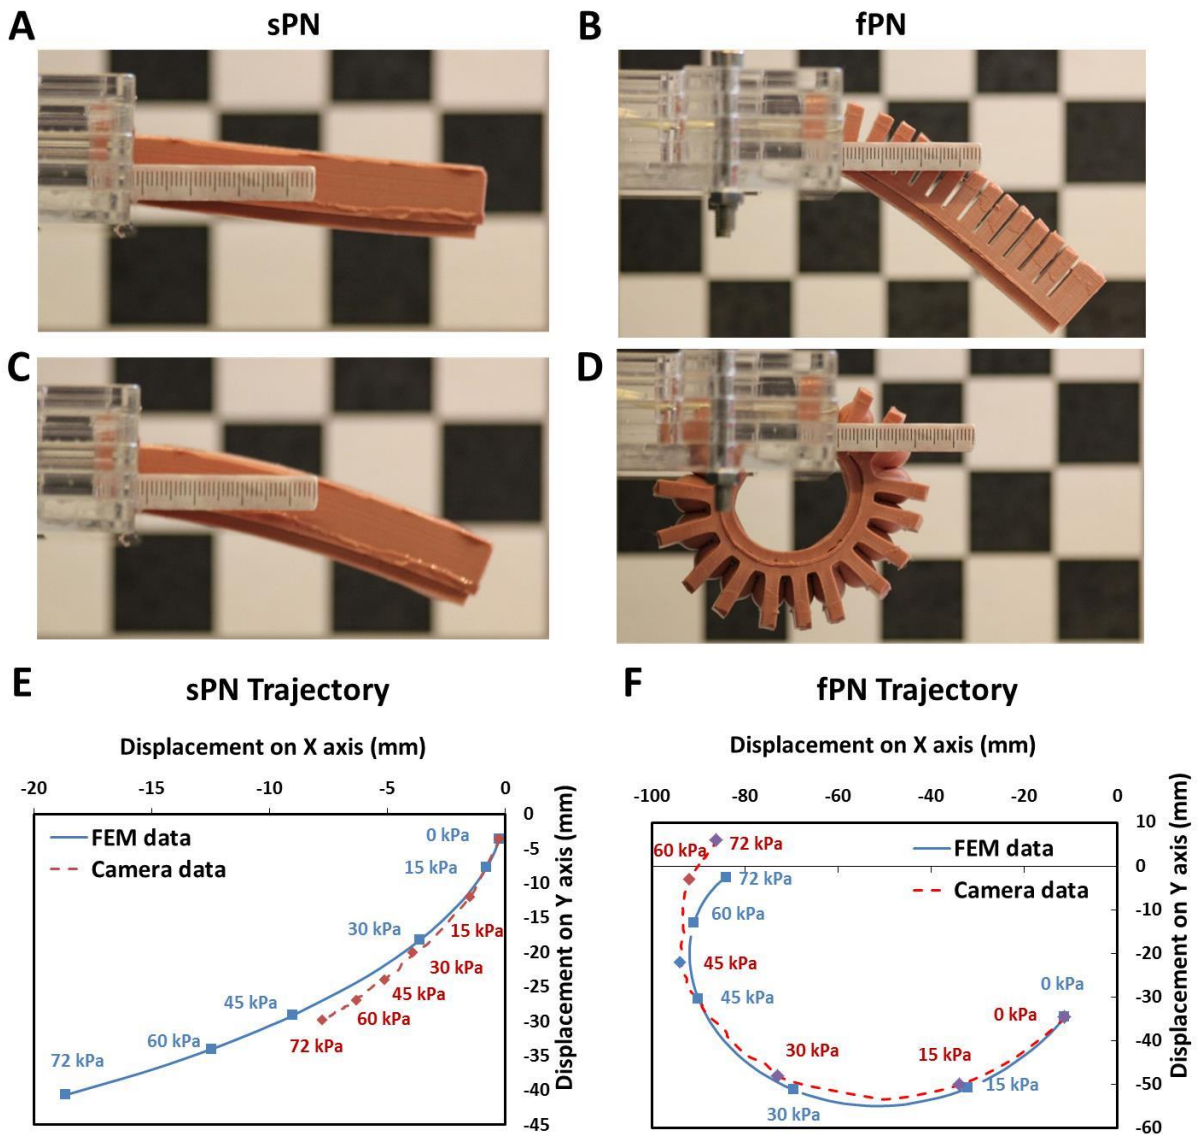 A
sPN
B
fPN
C
D
E
sPN Trajectory
Displacement on X axis (mm)
-20 -15 -10 -5 0
0
-5
-10
-15
-20
-25
-30
-35
-40
-45
Displacement on Y axis (mm)
FEM data
Camera data
0 kPa
15 kPa
30 kPa
45 kPa
60 kPa
72 kPa
15 kPa
30 kPa
45 kPa
60 kPa
72 kPa
F
fPN Trajectory
Displacement on X axis (mm)
-100 -80 -60 -40 -20 0
10
0
-10
-20
-30
-40
-50
-60
Displacement on Y axis (mm)
FEM data
Camera data
60 kPa
72 kPa
72 kPa
60 kPa
45 kPa
45 kPa
0 kPa
0 kPa
30 kPa
15 kPa
15 kPa
30 kPa